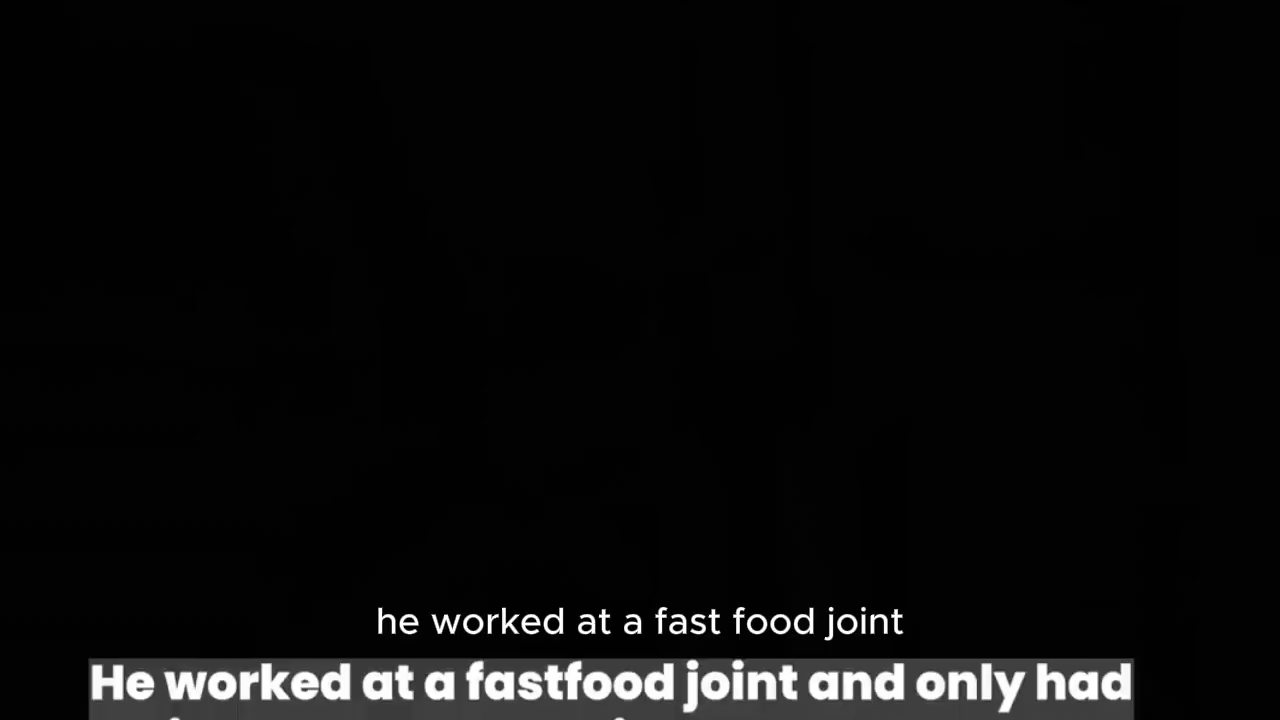 he worked at a fast food joint
He worked at a fastfood joint and only had